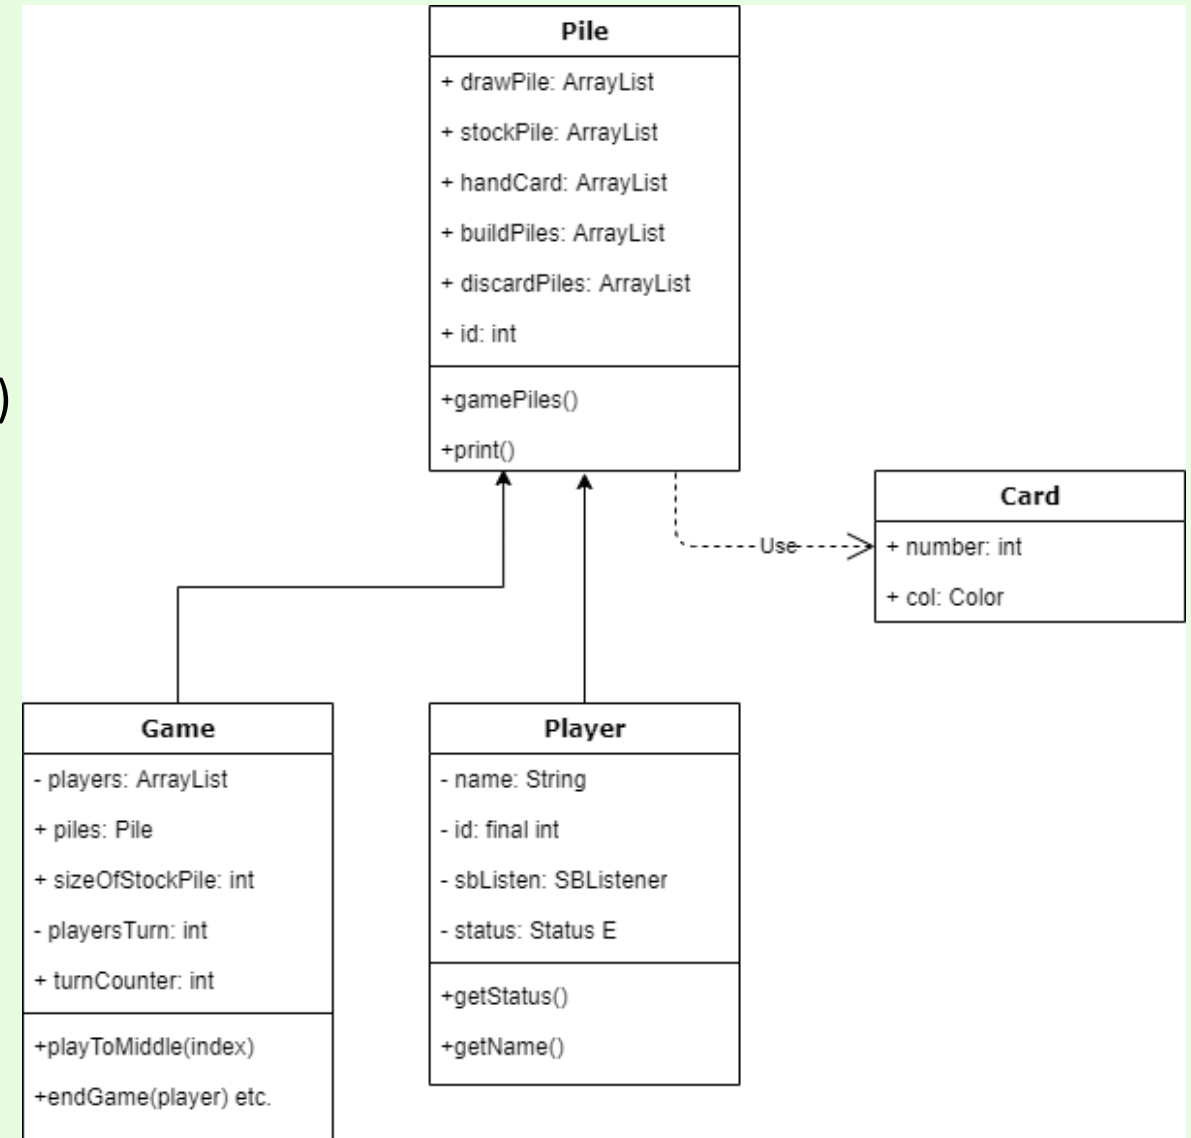 Pile
+ drawPile: ArrayList
+ stockPile: ArrayList
+ handCard: ArrayList
+ buildPiles: ArrayList
+ discardPiles: ArrayList
+ id: int
+gamePiles()
+print()
)
Use
Card
+ number: int
+ col: Color
Game
- players: ArrayList
+ piles: Pile
+ sizeOfStockPile: int
- playersTurn: int
+ turnCounter: int
+playToMiddle(index)
+endGame(player) etc.
Player
- name: String
- id: final int
- sbListen: SBListener
- status: Status E
+getStatus()
+getName()